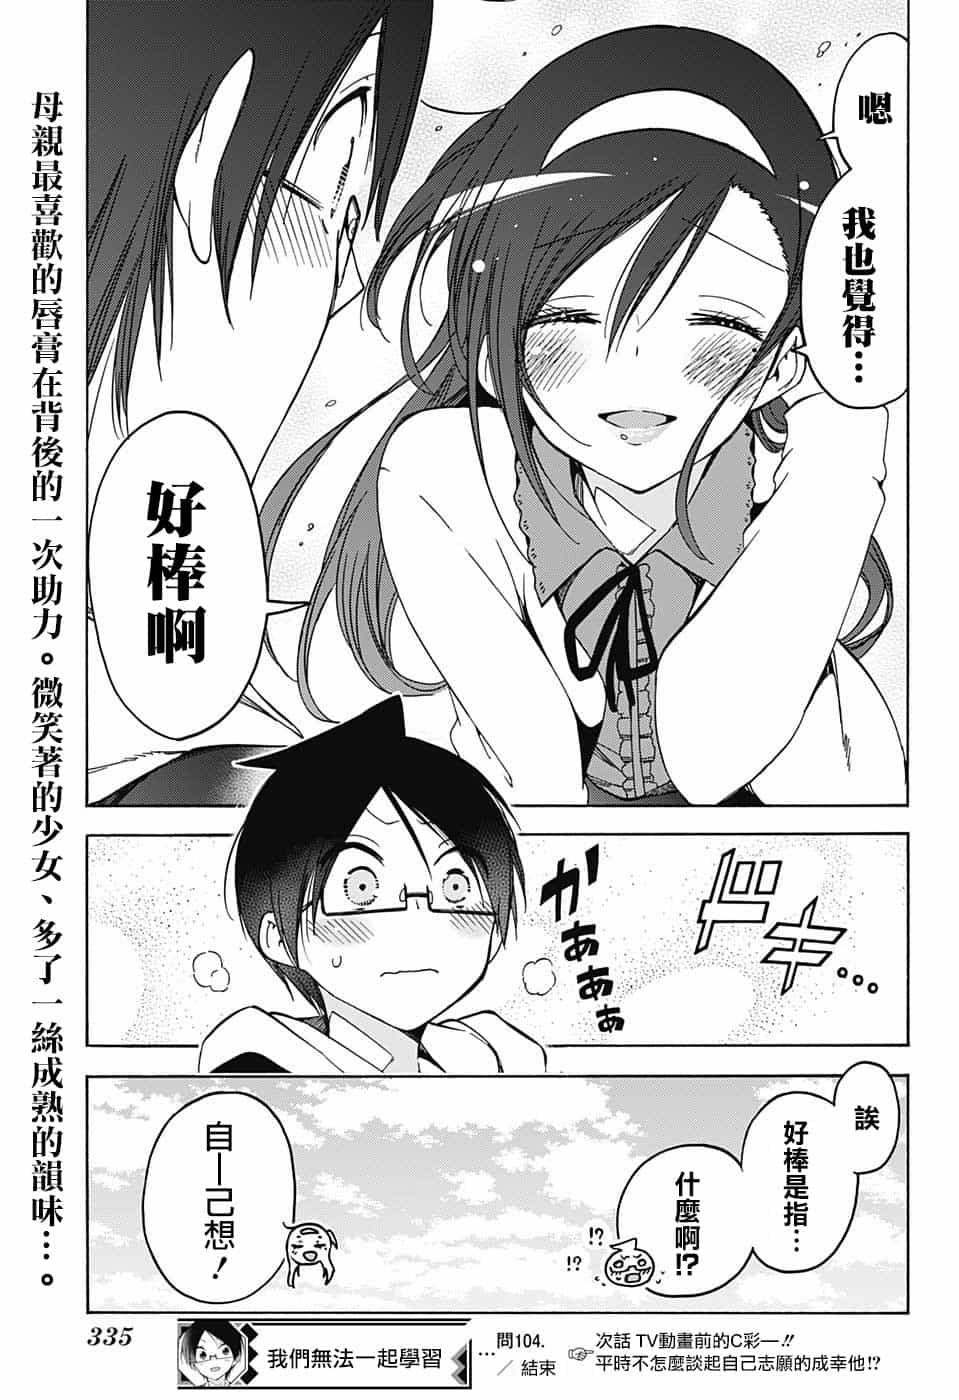 嗯
我也覺得…
好棒啊
母親最喜歡的唇膏在背後的一次助力。微笑著的少女、多了一絲成熟的韻味…。
ドキ…
かぁぁぁぁ
誒
好棒是指…
什麼啊!?
!?
!?
自己想！
335
我們無法一起學習
…
問104.
／ 結束
☞
次話 TV動畫前的C彩—!!
平時不怎麼談起自己志願的成幸他!?